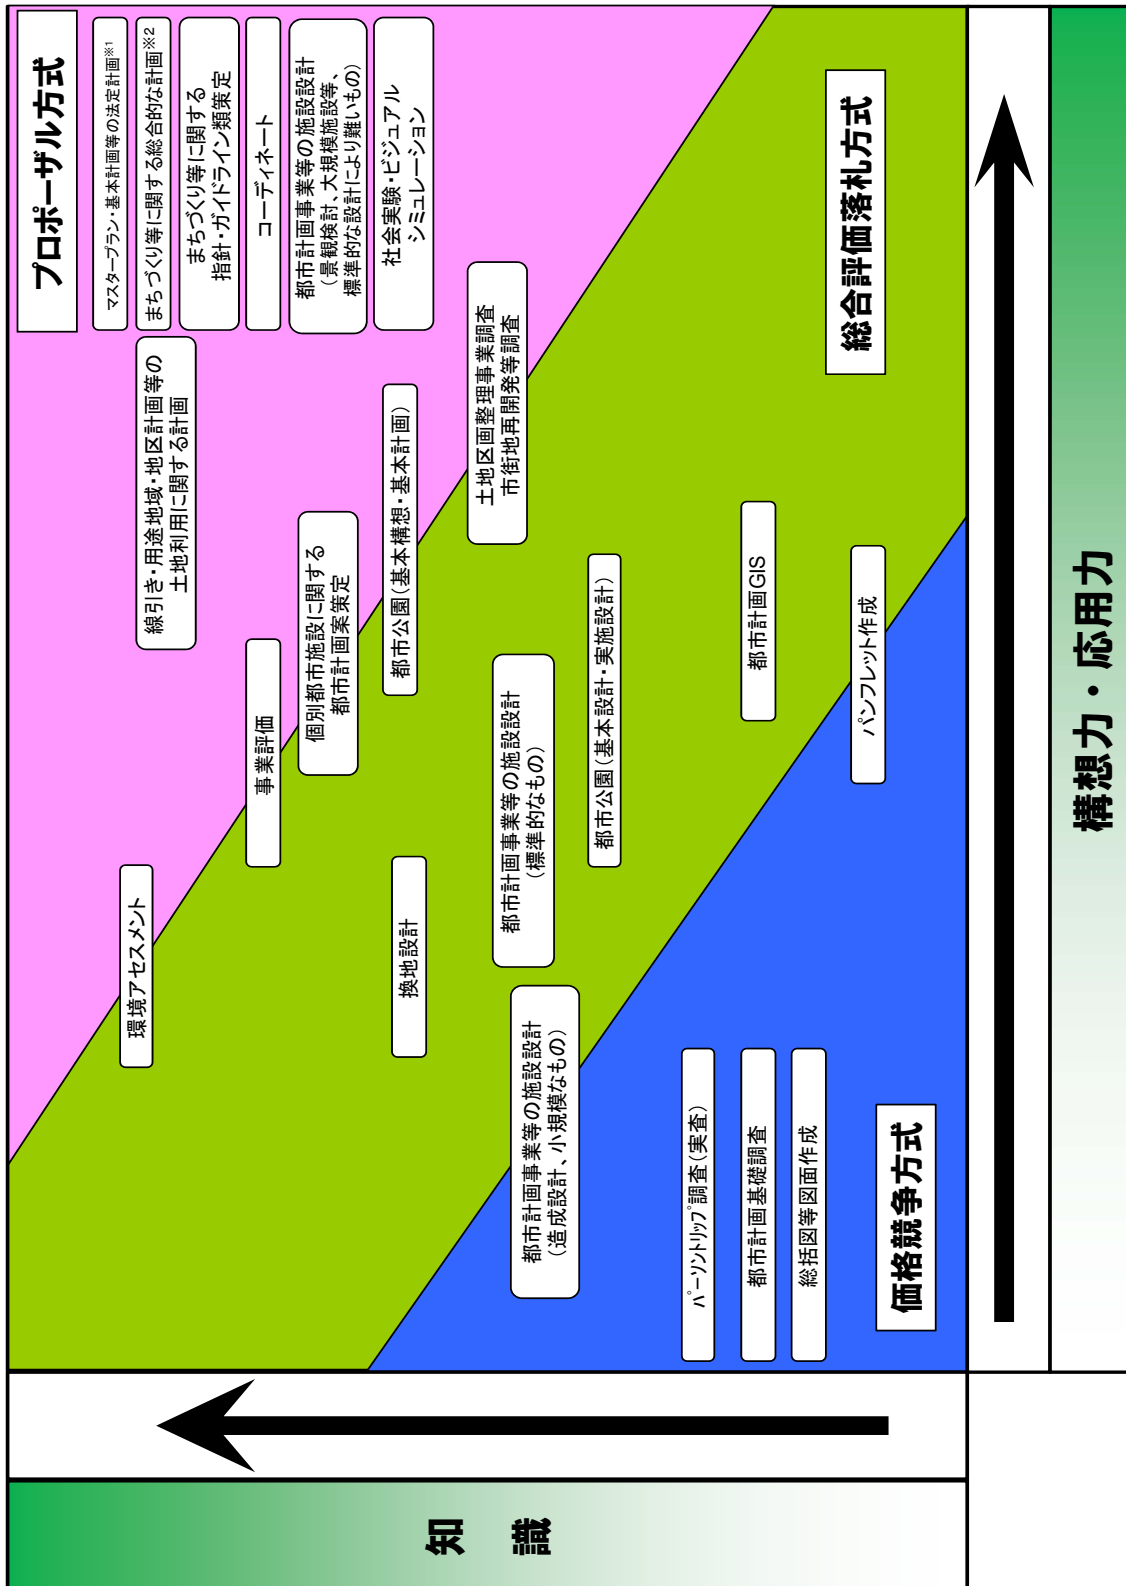 プロポーザル方式
マスタープラン・基本計画等の法定計画※1
まちづくり等に関する総合的な計画※2
まちづくり等に関する
指針・ガイドライン類策定
コーディネート
都市計画事業等の施設設計
（景観検討、大規模施設等、
標準的な設計により難いもの）
社会実験・ビジュアル
シミュレーション
線引き・用途地域・地区計画等の
土地利用に関する計画
土地区画整理事業調査
市街地再開発等調査
都市公園（基本構想・基本計画）
個別都市施設に関する
都市計画案策定
事業評価
環境アセスメント
総合評価落札方式
換地設計
都市計画事業等の施設設計
（標準的なもの）
都市公園（基本設計・実施設計）
都市計画GIS
パンフレット作成
都市計画事業等の施設設計
（造成設計、小規模なもの）
パーソントリップ調査（実査）
都市計画基礎調査
総括図等図面作成
価格競争方式
知 識
構想力・応用力